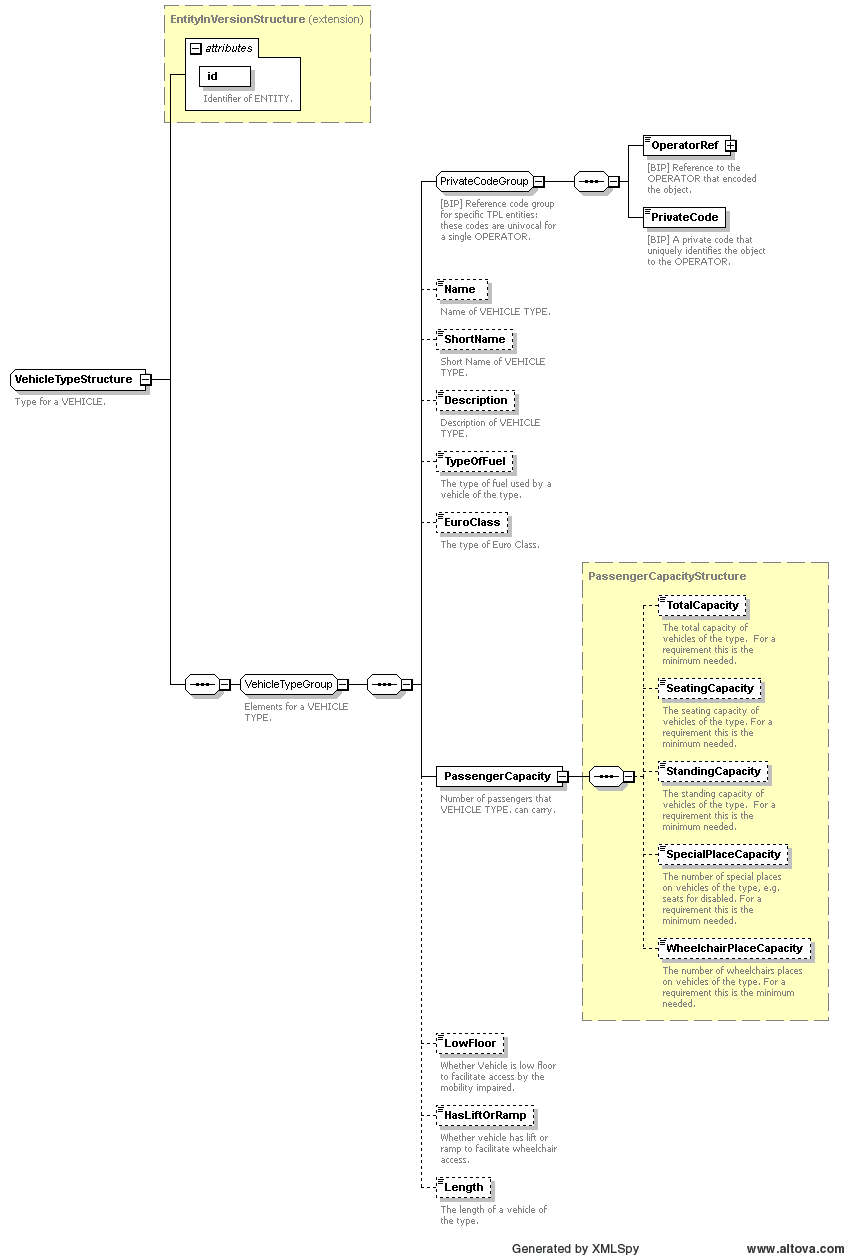 EntityInVersionStructure (extension)
attributes
id
Identifier of ENTITY.
OperatorRef
[BIP] Reference to the
OPERATOR that encoded
the object.
PrivateCodeGroup
[BIP] Reference code group
for specific TPL entities:
these codes are univocal for
a single OPERATOR.
PrivateCode
[BIP] A private code that
uniquely identifies the object
to the OPERATOR.
Name
Name of VEHICLE TYPE.
ShortName
Short Name of VEHICLE
TYPE.
VehicleTypeStructure
Type for a VEHICLE.
Description
Description of VEHICLE
TYPE.
TypeOfFuel
The type of fuel used by a
vehicle of the type.
EuroClass
The type of Euro Class.
PassengerCapacityStructure
TotalCapacity
The total capacity of
vehicles of the type.  For a
requirement this is the
minimum needed.
VehicleTypeGroup
Elements for a VEHICLE
TYPE.
SeatingCapacity
The seating capacity of
vehicles of the type. For a
requirement this is the
minimum needed.
PassengerCapacity
Number of passengers that
VEHICLE TYPE. can carry.
StandingCapacity
The standing capacity of
vehicles of the type.  For a
requirement this is the
minimum needed.
SpecialPlaceCapacity
The number of special places
on vehicles of the type, e.g.
seats for disabled. For a
requirement this is the
minimum needed.
WheelchairPlaceCapacity
The number of wheelchairs places
on vehicles of the type. For a
requirement this is the minimum
needed.
LowFloor
Whether Vehicle is low floor
to facilitate access by the
mobility impaired.
HasLiftOrRamp
Whether vehicle has lift or
ramp to facilitate wheelchair
access.
Length
The length of a vehicle of
the type.
Generated by XMLSpy
www.altova.com